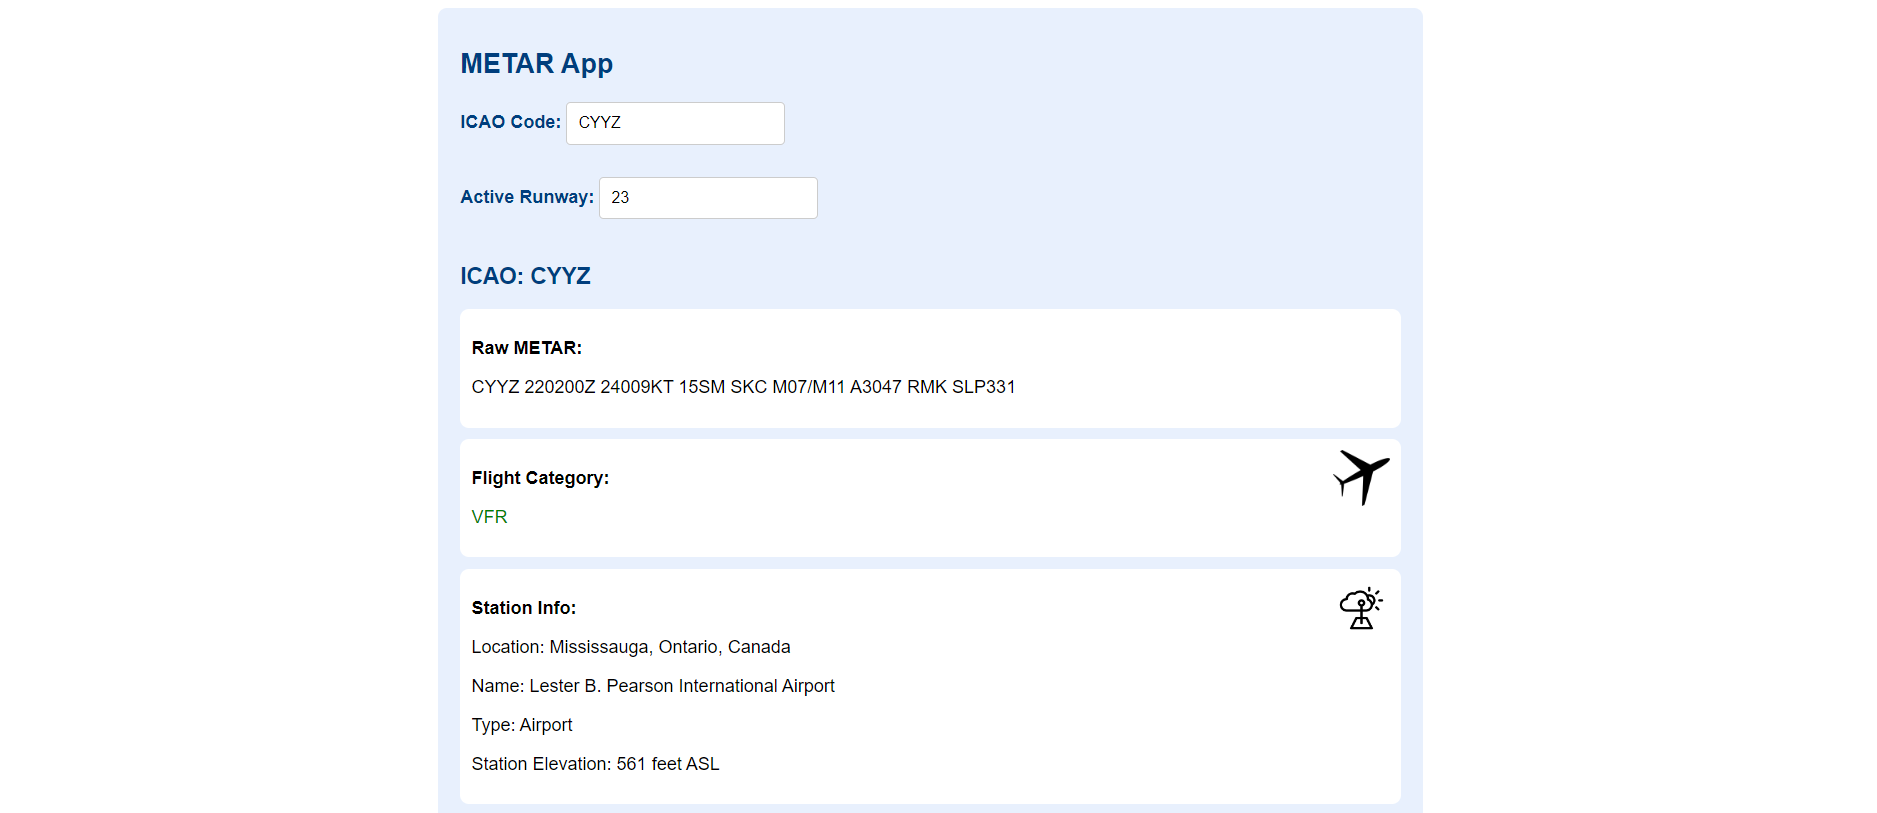 METAR App
ICAO Code: CYYZ
Active Runway: 23
ICAO: CYYZ
Raw METAR:
CYYZ 220200Z 24009KT 15SM SKC M07/M11 A3047 RMK SLP331
Flight Category:
VFR
Station Info:
Location: Mississauga, Ontario, Canada
Name: Lester B. Pearson International Airport
Type: Airport
Station Elevation: 561 feet ASL